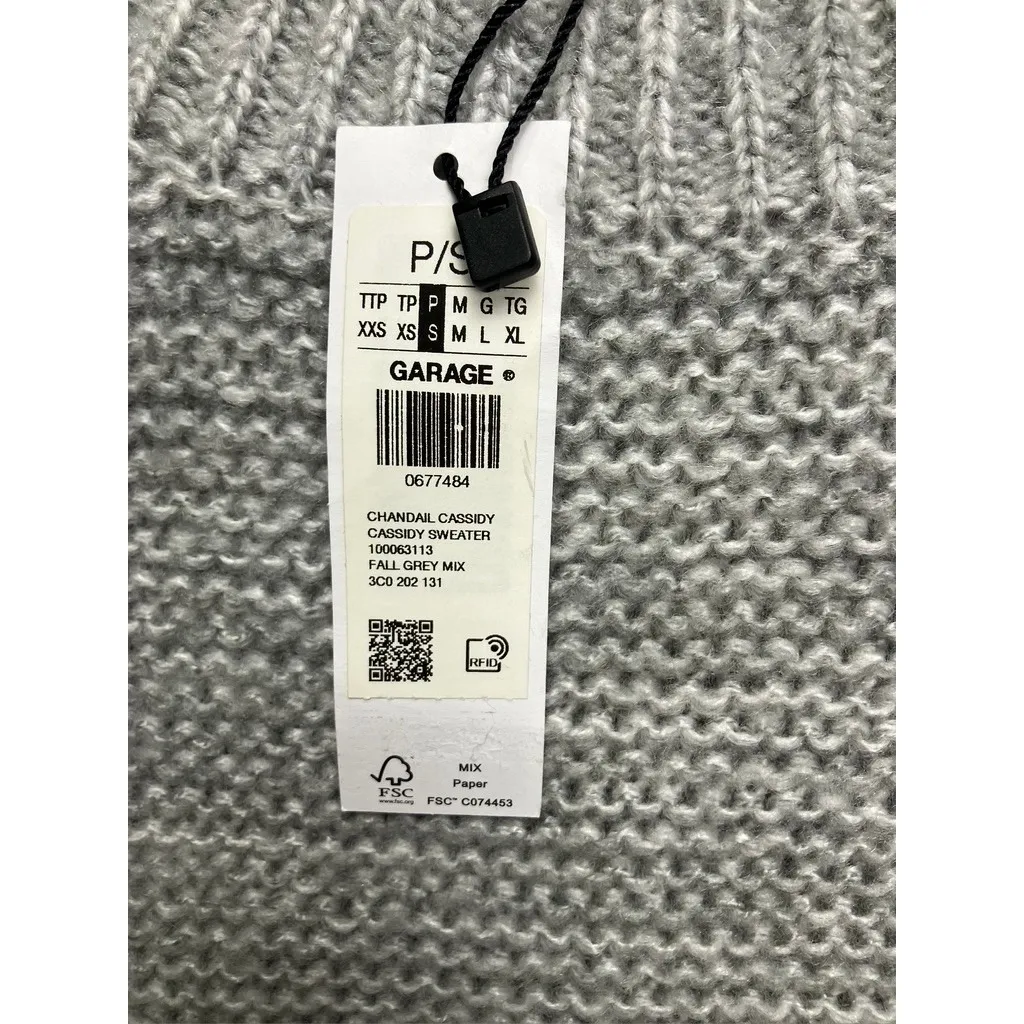 P/S
TTP TP P M G TG
XXS XS S M L XL
GARAGE ®
0677484
CHANDAIL CASSIDY
CASSIDY SWEATER
100063113
FALL GREY MIX
3C0 202 131
RFID
MIX
Paper
FSC
www.fsc.org
FSC™ C074453